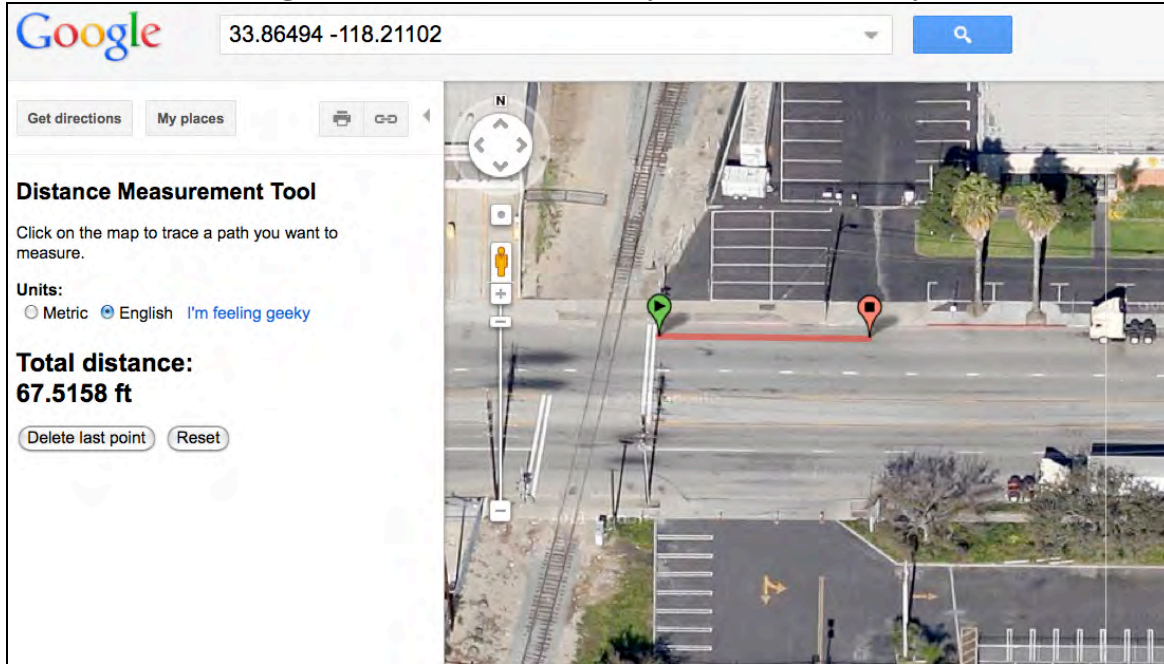 Google
33.86494 -118.21102
Get directions
My places
N
Distance Measurement Tool
Click on the map to trace a path you want to
measure.
Units:
Metric English I'm feeling geeky
Total distance:
67.5158 ft
Delete last point Reset